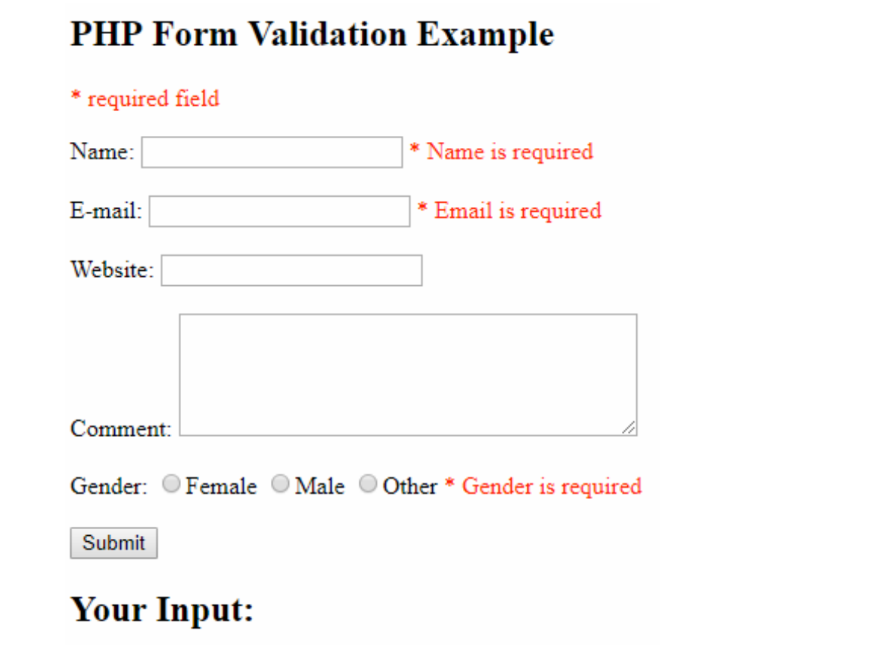 PHP Form Validation Example
* required field
Name: * Name is required
E-mail: * Email is required
Website:
Comment:
Gender: Female Male Other * Gender is required
Submit
Your Input: